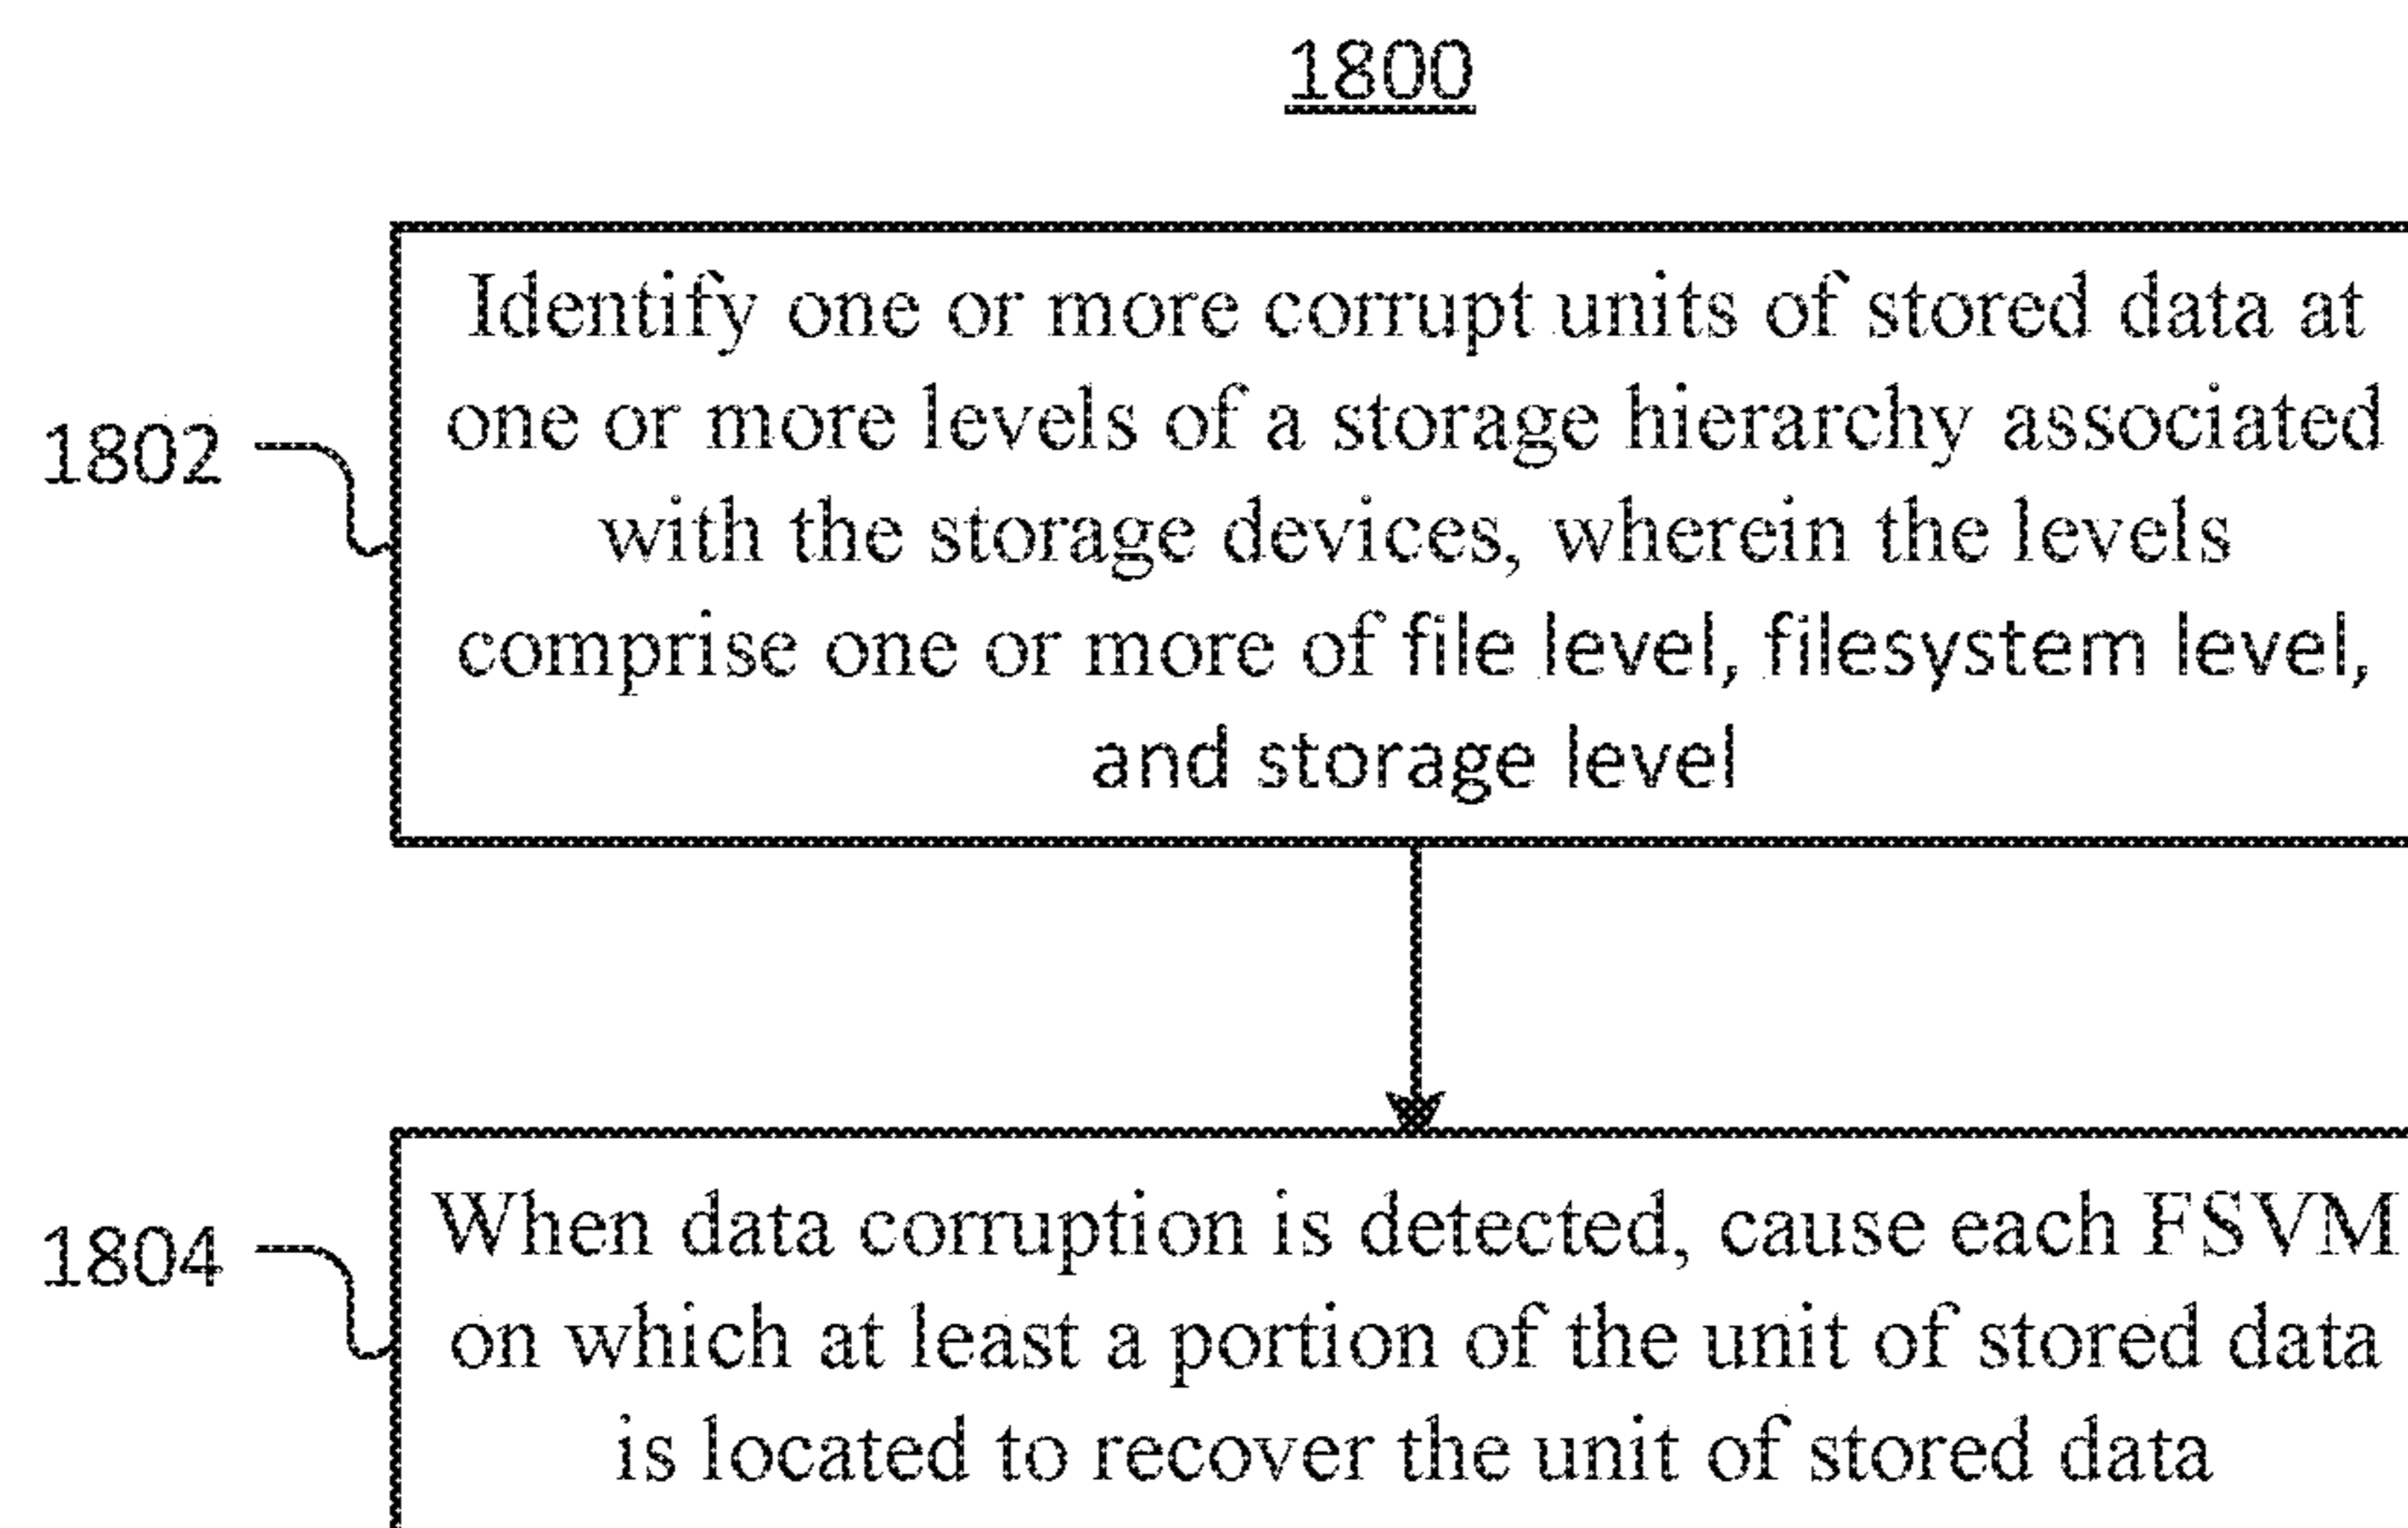 1800
Identify one or more corrupt units of stored data at
1802
one or more levels of a storage hierarchy associated
with the storage devices, wherein the levels
comprise one or more of file level, filesystem level,
and storage level
1804
When data corruption is detected, cause each FSVM
on which at least a portion of the unit of stored data
is located to recover the unit of stored data